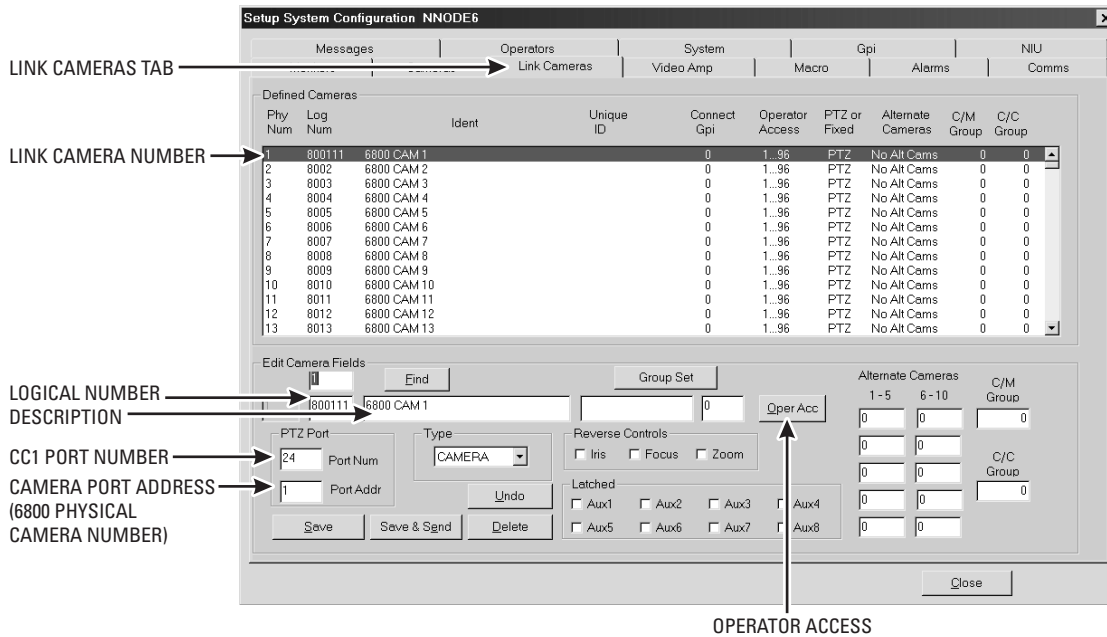 Setup System Configuration NNODE6
Messages Operators System Gpi NIU
LINK CAMERAS TAB
Monitors Cameras Link Cameras Video Amp Macro Alarms Comms
Defined Cameras
Phy Num Log Num Ident Unique ID Connect Gpi Operator Access PTZ or Fixed Alternate Cameras C/M Group C/C Group
LINK CAMERA NUMBER
1 800111 6800 CAM 1 0 1...96 PTZ No Alt Cams 0 0
2 8002 6800 CAM 2 0 1...96 PTZ No Alt Cams 0 0
3 8003 6800 CAM 3 0 1...96 PTZ No Alt Cams 0 0
4 8004 6800 CAM 4 0 1...96 PTZ No Alt Cams 0 0
5 8005 6800 CAM 5 0 1...96 PTZ No Alt Cams 0 0
6 8006 6800 CAM 6 0 1...96 PTZ No Alt Cams 0 0
7 8007 6800 CAM 7 0 1...96 PTZ No Alt Cams 0 0
8 8008 6800 CAM 8 0 1...96 PTZ No Alt Cams 0 0
9 8009 6800 CAM 9 0 1...96 PTZ No Alt Cams 0 0
10 8010 6800 CAM 10 0 1...96 PTZ No Alt Cams 0 0
11 8011 6800 CAM 11 0 1...96 PTZ No Alt Cams 0 0
12 8012 6800 CAM 12 0 1...96 PTZ No Alt Cams 0 0
13 8013 6800 CAM 13 0 1...96 PTZ No Alt Cams 0 0
Edit Camera Fields
1 Find Group Set
LOGICAL NUMBER
DESCRIPTION
1 800111 6800 CAM 1 0 Oper Acc
Alternate Cameras
1 - 5 6 - 10
0 0
0 0
0 0
0 0
0 0
C/M Group
0
C/C Group
0
PTZ Port
CC1 PORT NUMBER
24 Port Num
CAMERA PORT ADDRESS
(6800 PHYSICAL
CAMERA NUMBER)
1 Port Addr
Type
CAMERA
Undo
Save Save & Send Delete
Reverse Controls
Iris Focus Zoom
Latched
Aux1 Aux2 Aux3 Aux4
Aux5 Aux6 Aux7 Aux8
Close
OPERATOR ACCESS